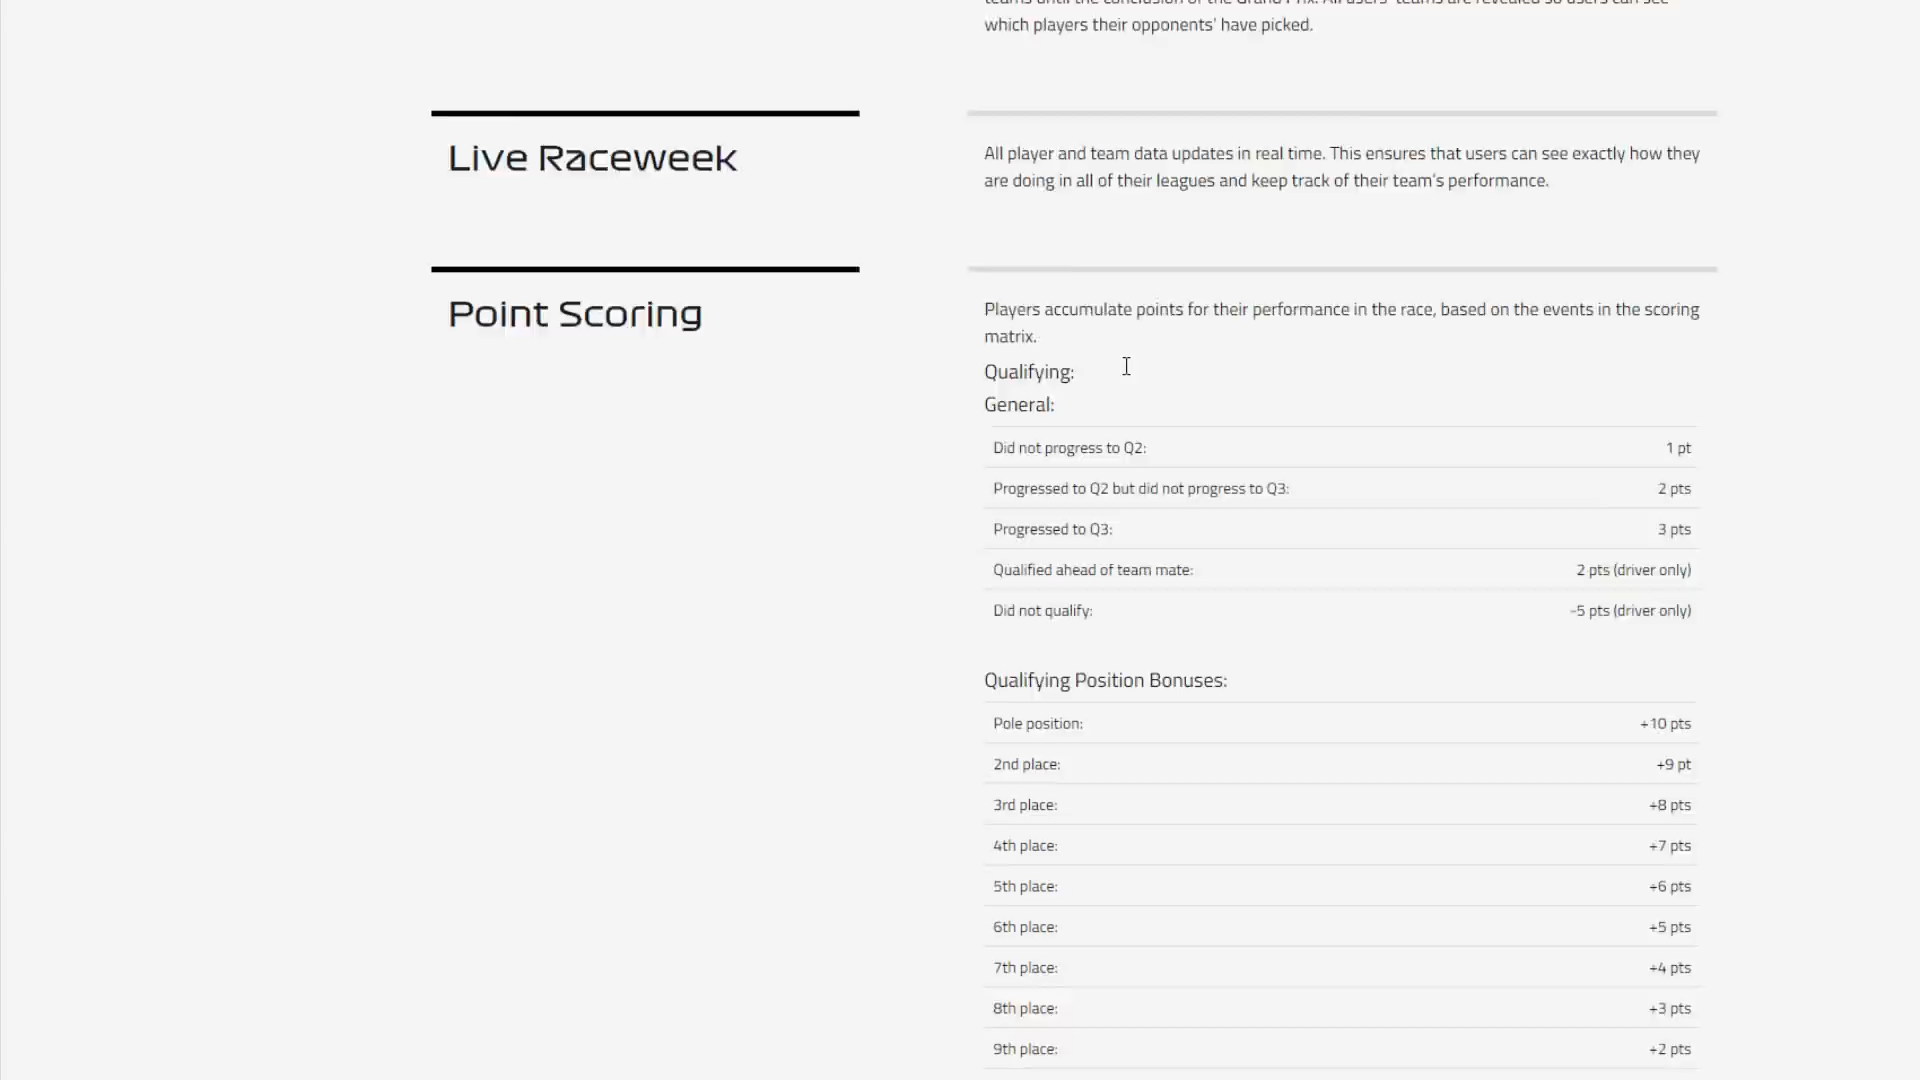 which players their opponents' have picked.
Live Raceweek
All player and team data updates in real time. This ensures that users can see exactly how they
are doing in all of their leagues and keep track of their team's performance.
Point Scoring
Players accumulate points for their performance in the race, based on the events in the scoring
matrix.
Qualifying:
General:
Did not progress to Q2: 1 pt
Progressed to Q2 but did not progress to Q3: 2 pts
Progressed to Q3: 3 pts
Qualified ahead of team mate: 2 pts (driver only)
Did not qualify: -5 pts (driver only)
Qualifying Position Bonuses:
Pole position: +10 pts
2nd place: +9 pt
3rd place: +8 pts
4th place: +7 pts
5th place: +6 pts
6th place: +5 pts
7th place: +4 pts
8th place: +3 pts
9th place: +2 pts